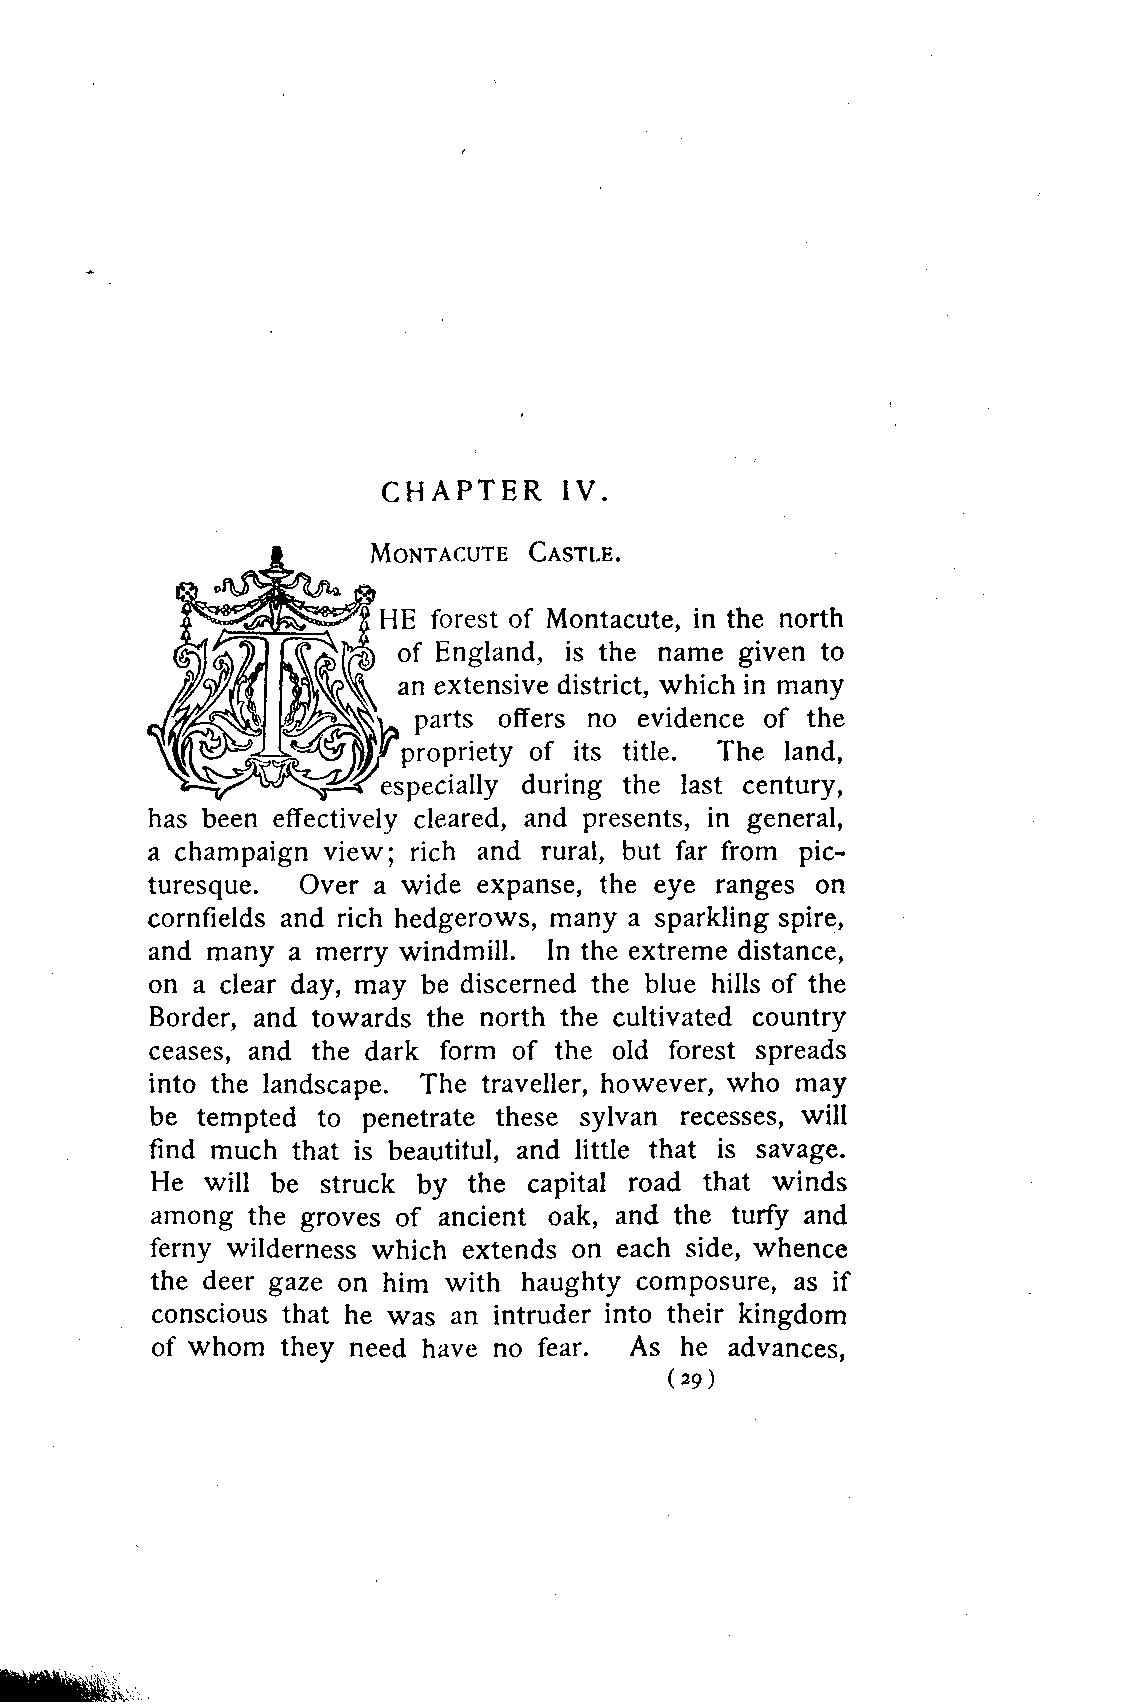 CHAPTER IV.
MONTACUTE CASTLE.
THE forest of Montacute, in the north
of England, is the name given to
an extensive district, which in many
parts offers no evidence of the
propriety of its title. The land,
especially during the last century,
has been effectively cleared, and presents, in general,
a champaign view; rich and rural, but far from pic-
turesque. Over a wide expanse, the eye ranges on
cornfields and rich hedgerows, many a sparkling spire,
and many a merry windmill. In the extreme distance,
on a clear day, may be discerned the blue hills of the
Border, and towards the north the cultivated country
ceases, and the dark form of the old forest spreads
into the landscape. The traveller, however, who may
be tempted to penetrate these sylvan recesses, will
find much that is beautiful, and little that is savage.
He will be struck by the capital road that winds
among the groves of ancient oak, and the turfy and
ferny wilderness which extends on each side, whence
the deer gaze on him with haughty composure, as if
conscious that he was an intruder into their kingdom
of whom they need have no fear. As he advances,
(29)